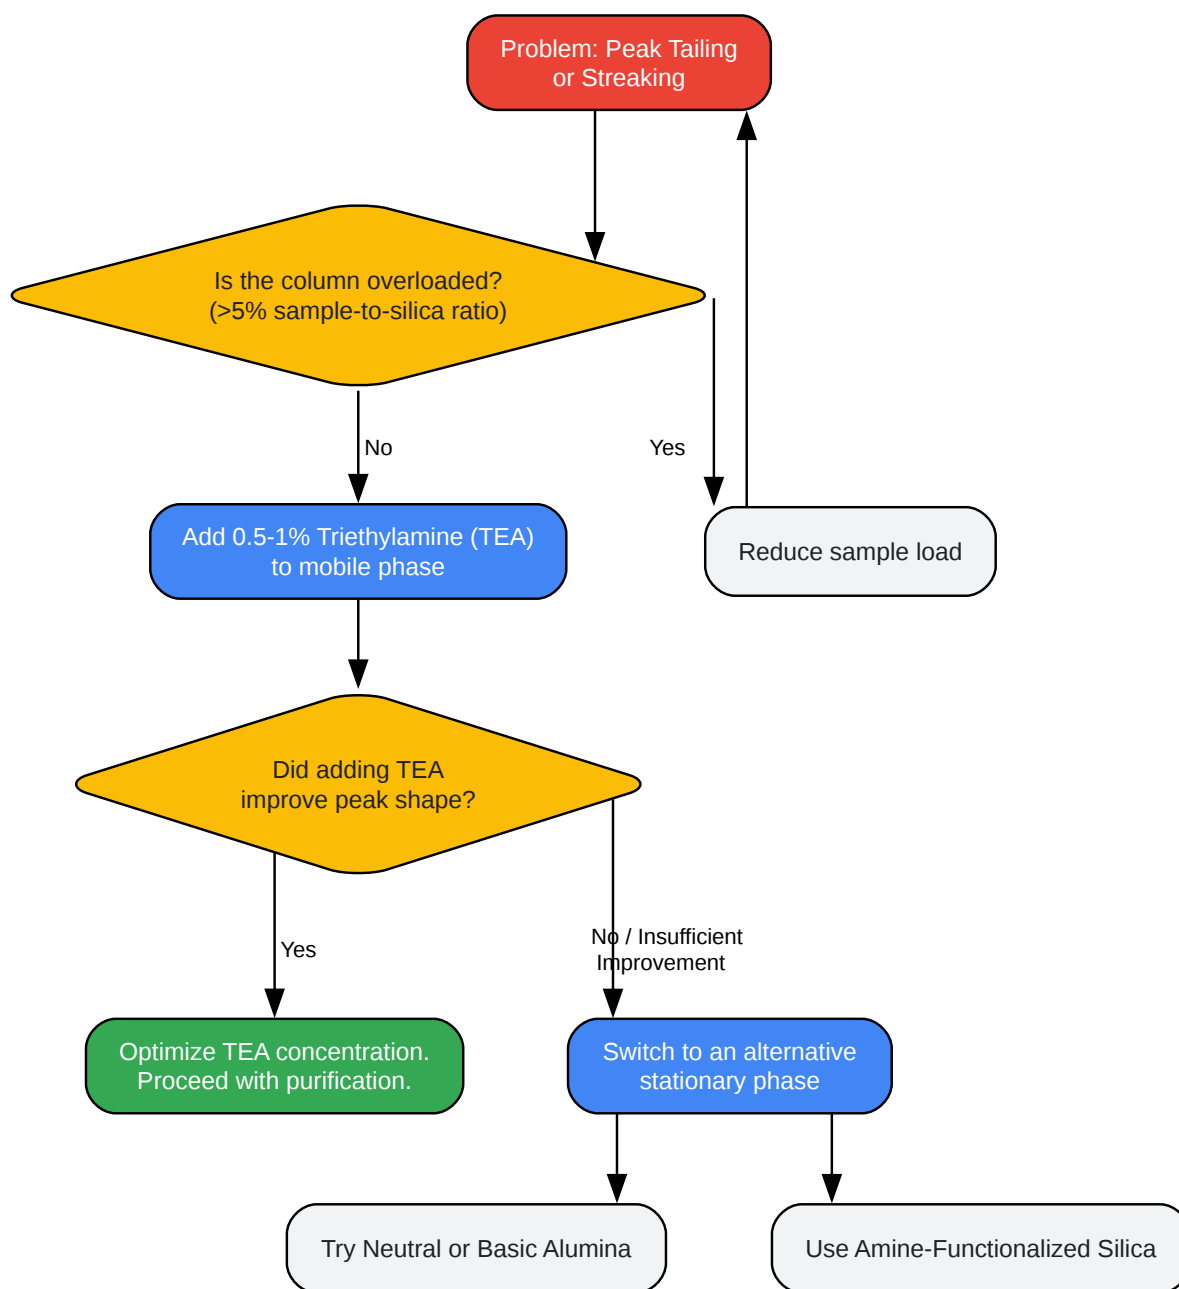 Problem: Peak Tailing
or Streaking
Is the column overloaded?
(>5% sample-to-silica ratio)
No
Yes
Add 0.5-1% Triethylamine (TEA)
to mobile phase
Reduce sample load
Did adding TEA
improve peak shape?
Yes
No / Insufficient
Improvement
Optimize TEA concentration.
Proceed with purification.
Switch to an alternative
stationary phase
Try Neutral or Basic Alumina
Use Amine-Functionalized Silica